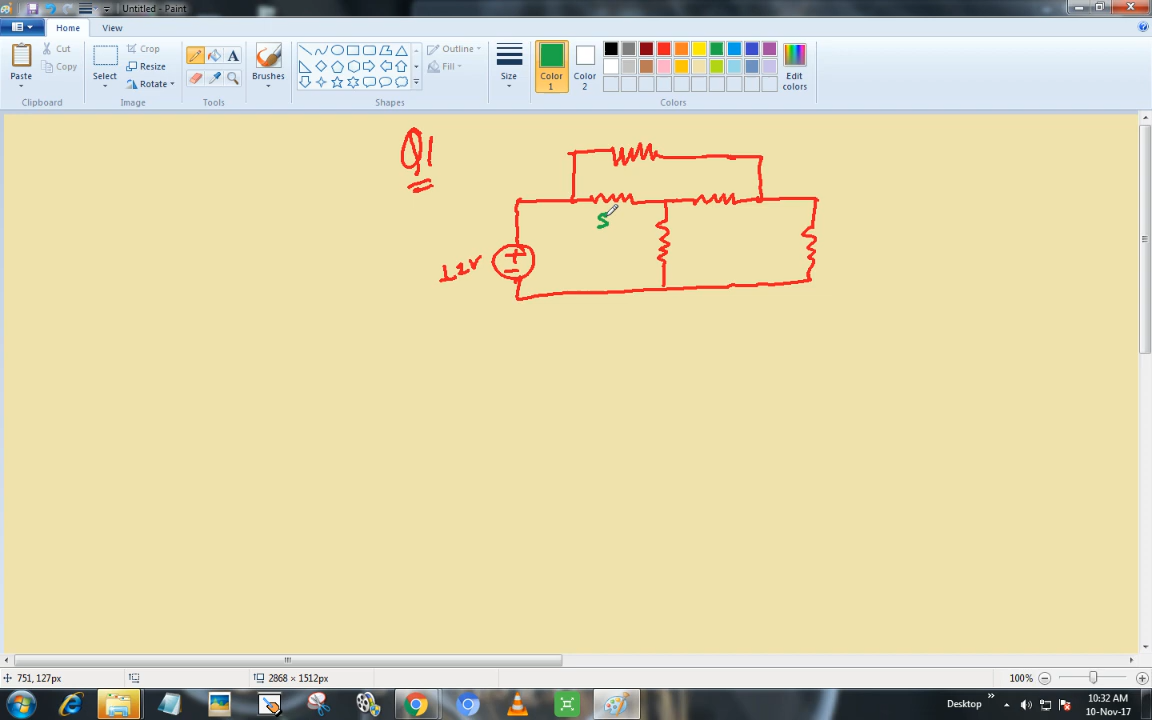 Untitled - Paint
Home View
Paste
Cut
Copy
Clipboard
Select
Crop
Resize
Rotate
Image
Tools
Brushes
Outline
Fill
Shapes
Size
Color 1
Color 2
Edit colors
Colors
Q1
5
12V
751, 127px
2868 × 1512px
100%
Desktop
10:32 AM
10-Nov-17